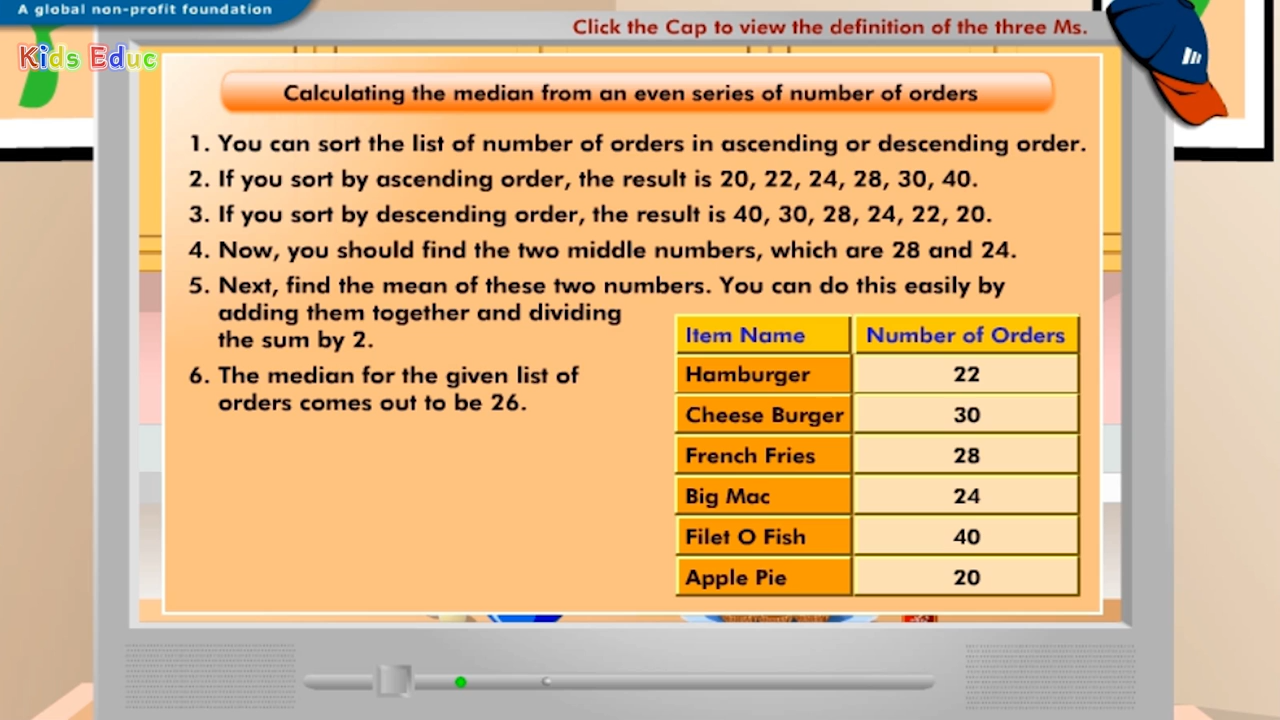 A global non-profit foundation
Click the Cap to view the definition of the three Ms.
Kids Educ
Calculating the median from an even series of number of orders
1. You can sort the list of number of orders in ascending or descending order.
2. If you sort by ascending order, the result is 20, 22, 24, 28, 30, 40.
3. If you sort by descending order, the result is 40, 30, 28, 24, 22, 20.
4. Now, you should find the two middle numbers, which are 28 and 24.
5. Next, find the mean of these two numbers. You can do this easily by
adding them together and dividing
the sum by 2.
6. The median for the given list of
orders comes out to be 26.
Item Name Number of Orders
Hamburger 22
Cheese Burger 30
French Fries 28
Big Mac 24
Filet O Fish 40
Apple Pie 20